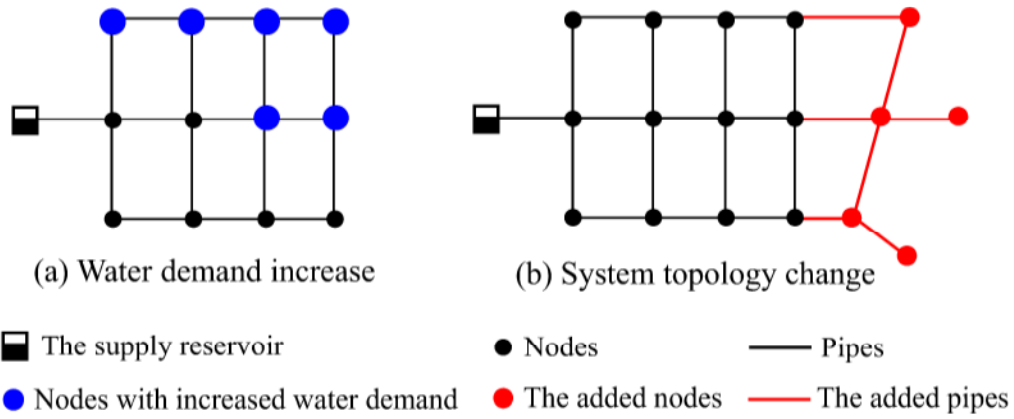 (a) Water demand increase
(b) System topology change
The supply reservoir
Nodes
Pipes
Nodes with increased water demand
The added nodes
The added pipes